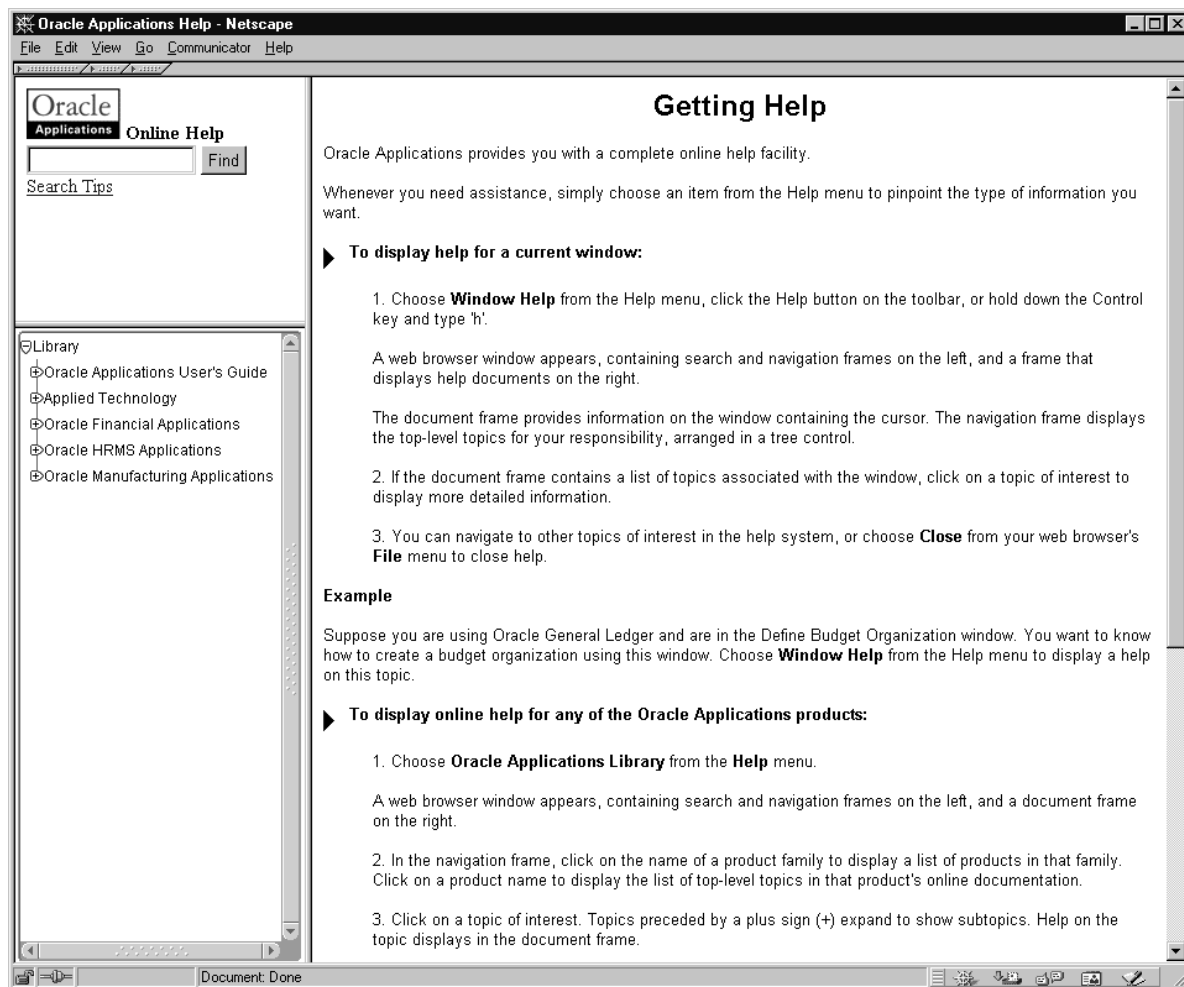 Oracle Applications Help - Netscape
File Edit View Go Communicator Help
Oracle
Applications Online Help
Find
Search Tips
Library
Oracle Applications User's Guide
Applied Technology
Oracle Financial Applications
Oracle HRMS Applications
Oracle Manufacturing Applications
Getting Help
Oracle Applications provides you with a complete online help facility.
Whenever you need assistance, simply choose an item from the Help menu to pinpoint the type of information you
want.
To display help for a current window:
1. Choose Window Help from the Help menu, click the Help button on the toolbar, or hold down the Control
key and type 'h'.
A web browser window appears, containing search and navigation frames on the left, and a frame that
displays help documents on the right.
The document frame provides information on the window containing the cursor. The navigation frame displays
the top-level topics for your responsibility, arranged in a tree control.
2. If the document frame contains a list of topics associated with the window, click on a topic of interest to
display more detailed information.
3. You can navigate to other topics of interest in the help system, or choose Close from your web browser's
File menu to close help.
Example
Suppose you are using Oracle General Ledger and are in the Define Budget Organization window. You want to know
how to create a budget organization using this window. Choose Window Help from the Help menu to display a help
on this topic.
To display online help for any of the Oracle Applications products:
1. Choose Oracle Applications Library from the Help menu.
A web browser window appears, containing search and navigation frames on the left, and a document frame
on the right.
2. In the navigation frame, click on the name of a product family to display a list of products in that family.
Click on a product name to display the list of top-level topics in that product's online documentation.
3. Click on a topic of interest. Topics preceded by a plus sign (+) expand to show subtopics. Help on the
topic displays in the document frame.
Document: Done